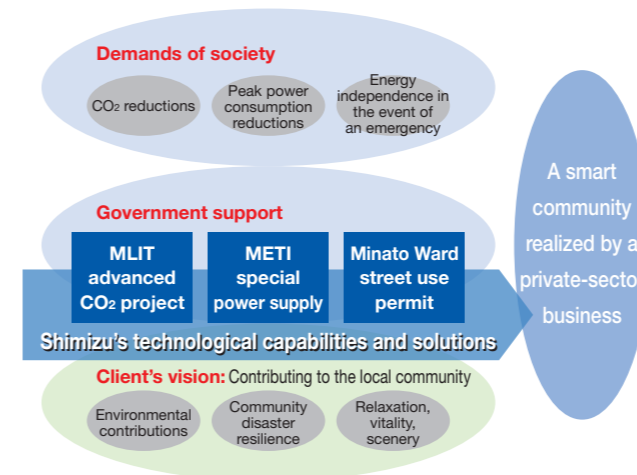 Demands of society
CO2 reductions
Peak power
consumption
reductions
Energy
independence in
the event of
an emergency
Government support
MLIT
advanced
CO2 project
METI
special
power supply
Minato Ward
street use
permit
Shimizu's technological capabilities and solutions
Client's vision: Contributing to the local community
Environmental
contributions
Community
disaster
resilience
Relaxation,
vitality,
scenery
A smart
community
realized by a
private-secto
business